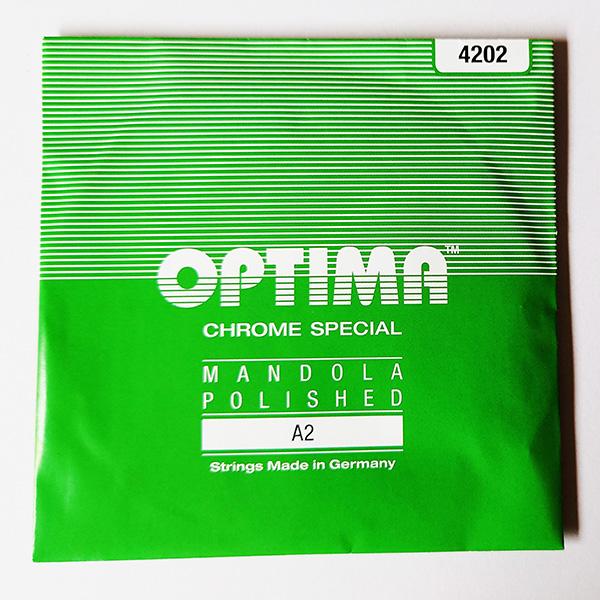 4202
OPTIMA™
CHROME SPECIAL
MANDOLA
POLISHED
A2
Strings Made in Germany